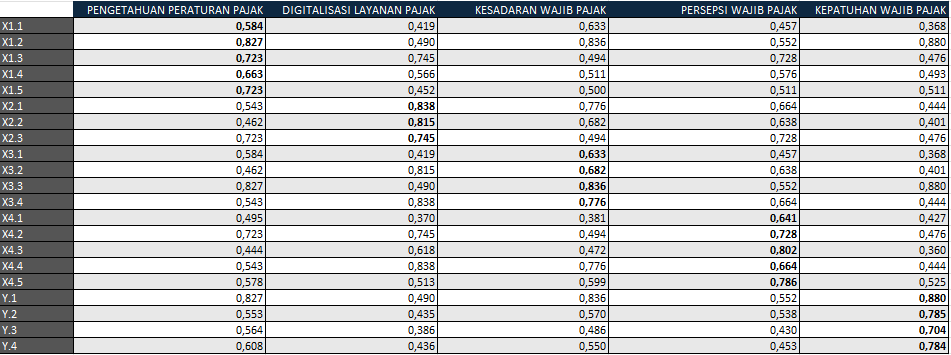 PENGETAHUAN PERATURAN PAJAK DIGITALISASI LAYANAN PAJAK KESADARAN WAJIB PAJAK PERSEPSI WAJIB PAJAK KEPATUHAN WAJIB PAJAK
X1.1 0,584 0,419 0,633 0,457 0,368
X1.2 0,827 0,490 0,836 0,552 0,880
X1.3 0,723 0,745 0,494 0,728 0,476
X1.4 0,663 0,566 0,511 0,576 0,493
X1.5 0,723 0,452 0,500 0,511 0,511
X2.1 0,543 0,838 0,776 0,664 0,444
X2.2 0,462 0,815 0,682 0,638 0,401
X2.3 0,723 0,745 0,494 0,728 0,476
X3.1 0,584 0,419 0,633 0,457 0,368
X3.2 0,462 0,815 0,682 0,638 0,401
X3.3 0,827 0,490 0,836 0,552 0,880
X3.4 0,543 0,838 0,776 0,664 0,444
X4.1 0,495 0,370 0,381 0,641 0,427
X4.2 0,723 0,745 0,494 0,728 0,476
X4.3 0,444 0,618 0,472 0,802 0,360
X4.4 0,543 0,838 0,776 0,664 0,444
X4.5 0,578 0,513 0,599 0,786 0,525
Y.1 0,827 0,490 0,836 0,552 0,880
Y.2 0,553 0,435 0,570 0,538 0,785
Y.3 0,564 0,386 0,486 0,430 0,704
Y.4 0,608 0,436 0,550 0,453 0,784